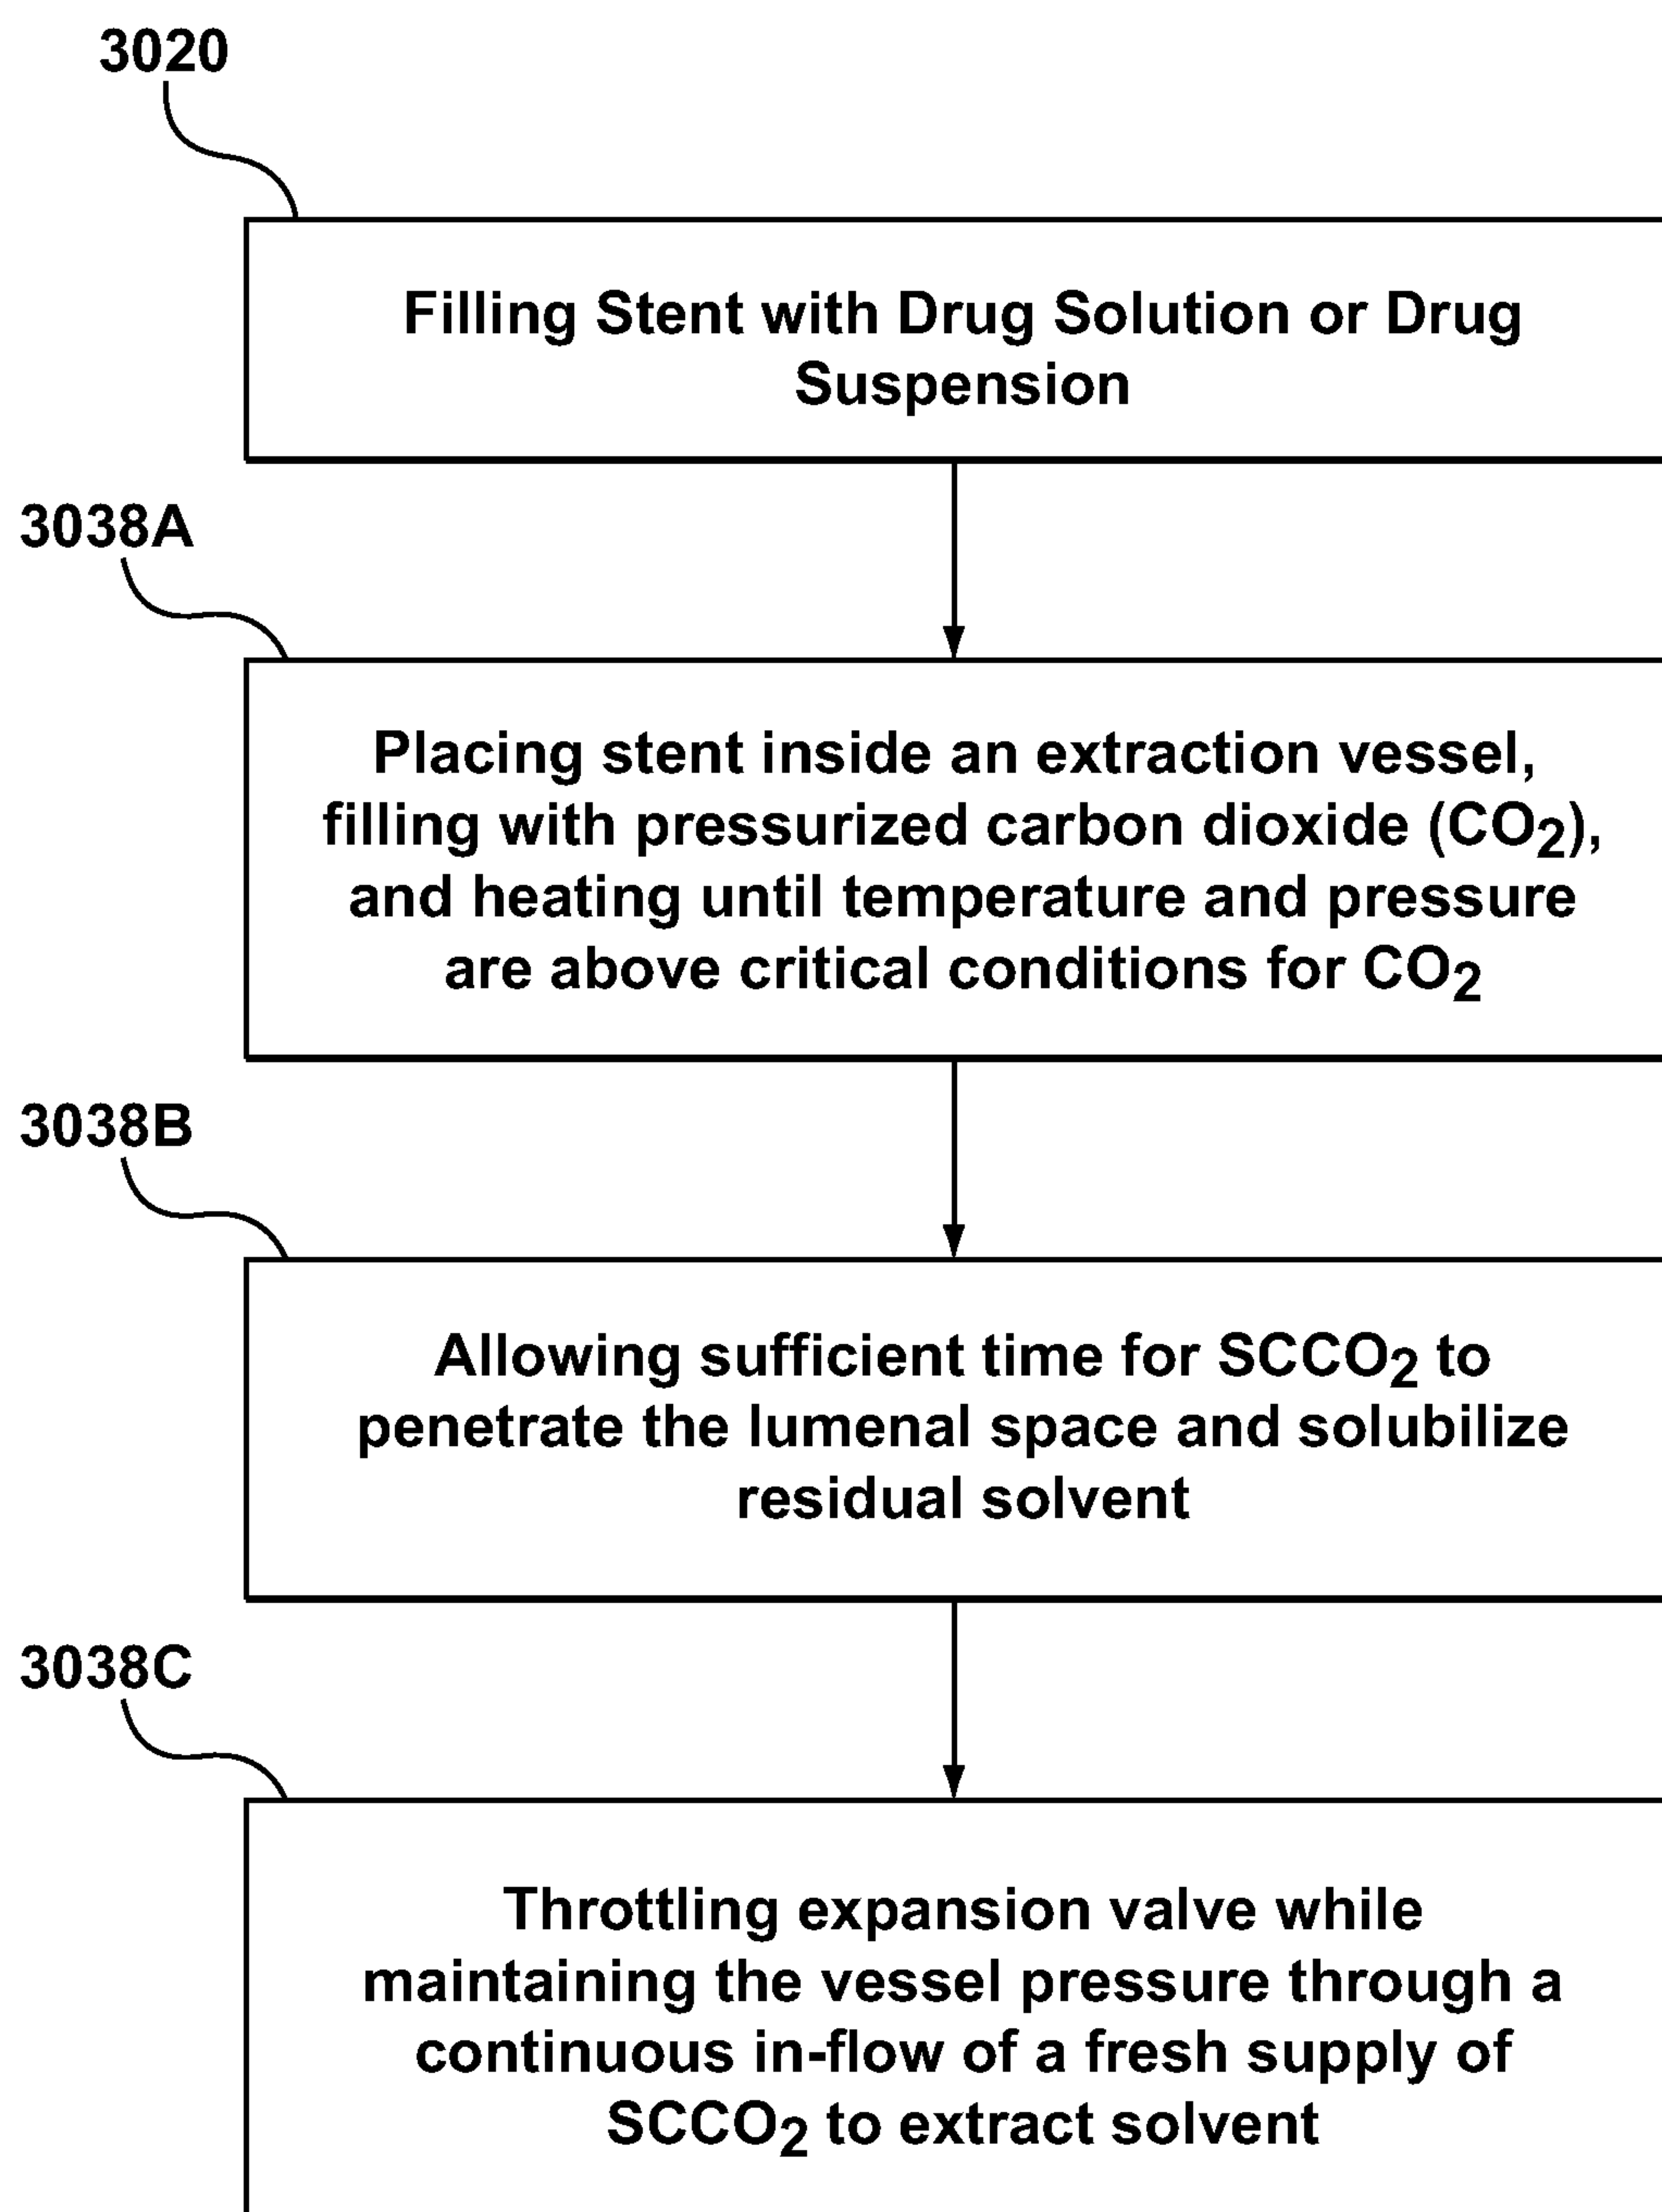 3020
Filling Stent with Drug Solution or Drug
Suspension
3038A
Placing stent inside an extraction vessel,
filling with pressurized carbon dioxide (CO₂),
and heating until temperature and pressure
are above critical conditions for CO₂
3038B
Allowing sufficient time for SCCO₂ to
penetrate the lumenal space and solubilize
residual solvent
3038C
Throttling expansion valve while
maintaining the vessel pressure through a
continuous in-flow of a fresh supply of
SCCO₂ to extract solvent